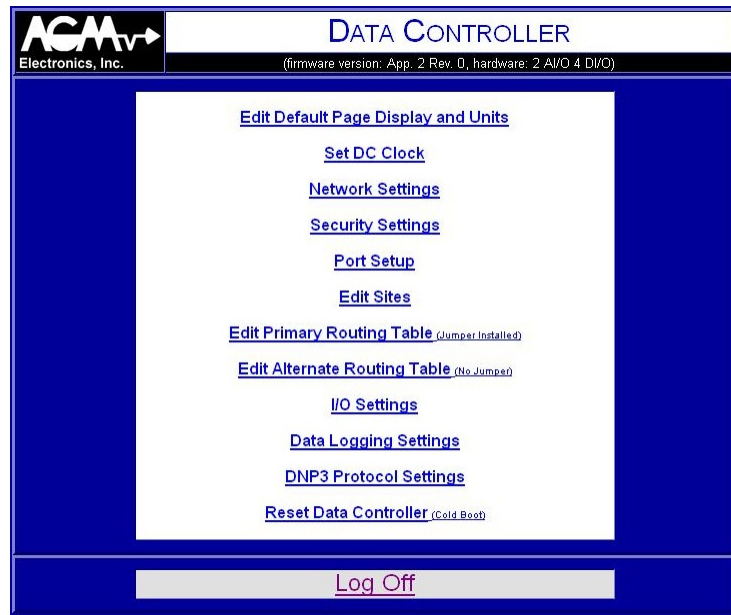 AGM
Electronics, Inc.
DATA CONTROLLER
(firmware version: App. 2 Rev. 0, hardware: 2 AI/O 4 DI/O)
Edit Default Page Display and Units
Set DC Clock
Network Settings
Security Settings
Port Setup
Edit Sites
Edit Primary Routing Table (Jumper Installed)
Edit Alternate Routing Table (No Jumper)
I/O Settings
Data Logging Settings
DNP3 Protocol Settings
Reset Data Controller (Cold Boot)
Log Off